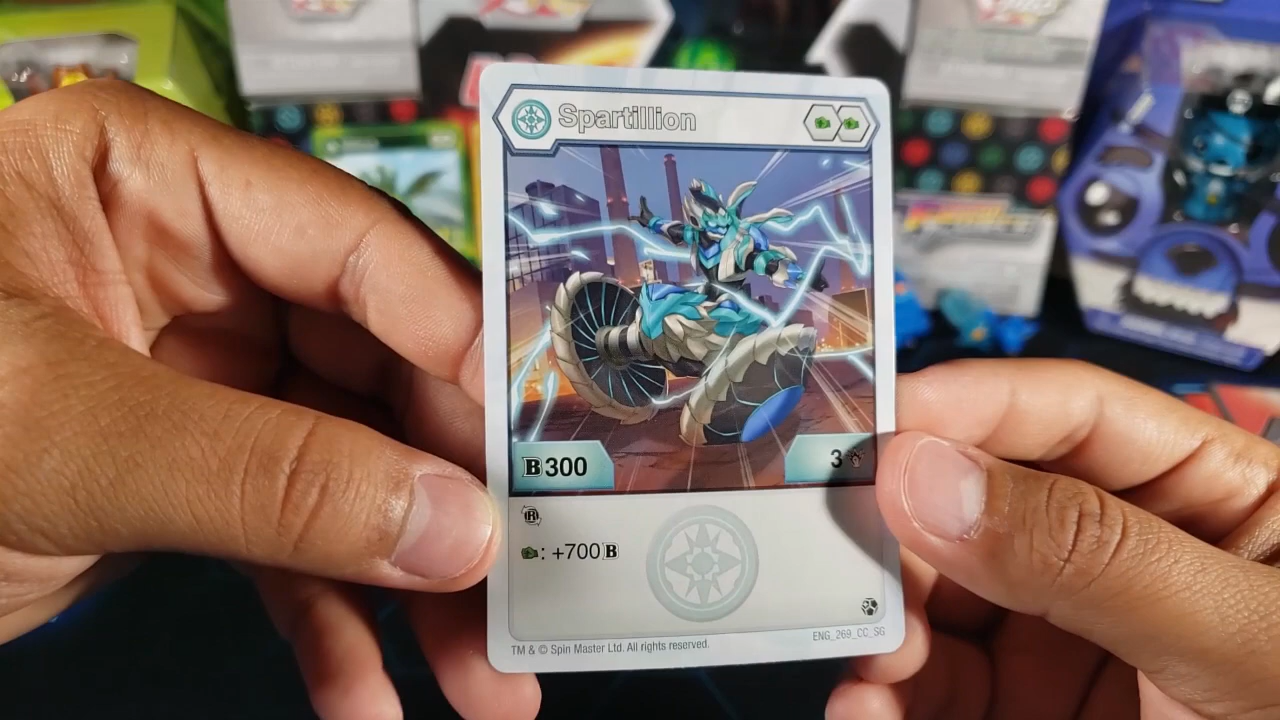 Spartillion
B300
3
R
: +700B
TM & © Spin Master Ltd. All rights reserved.
ENG_269_CC_SG